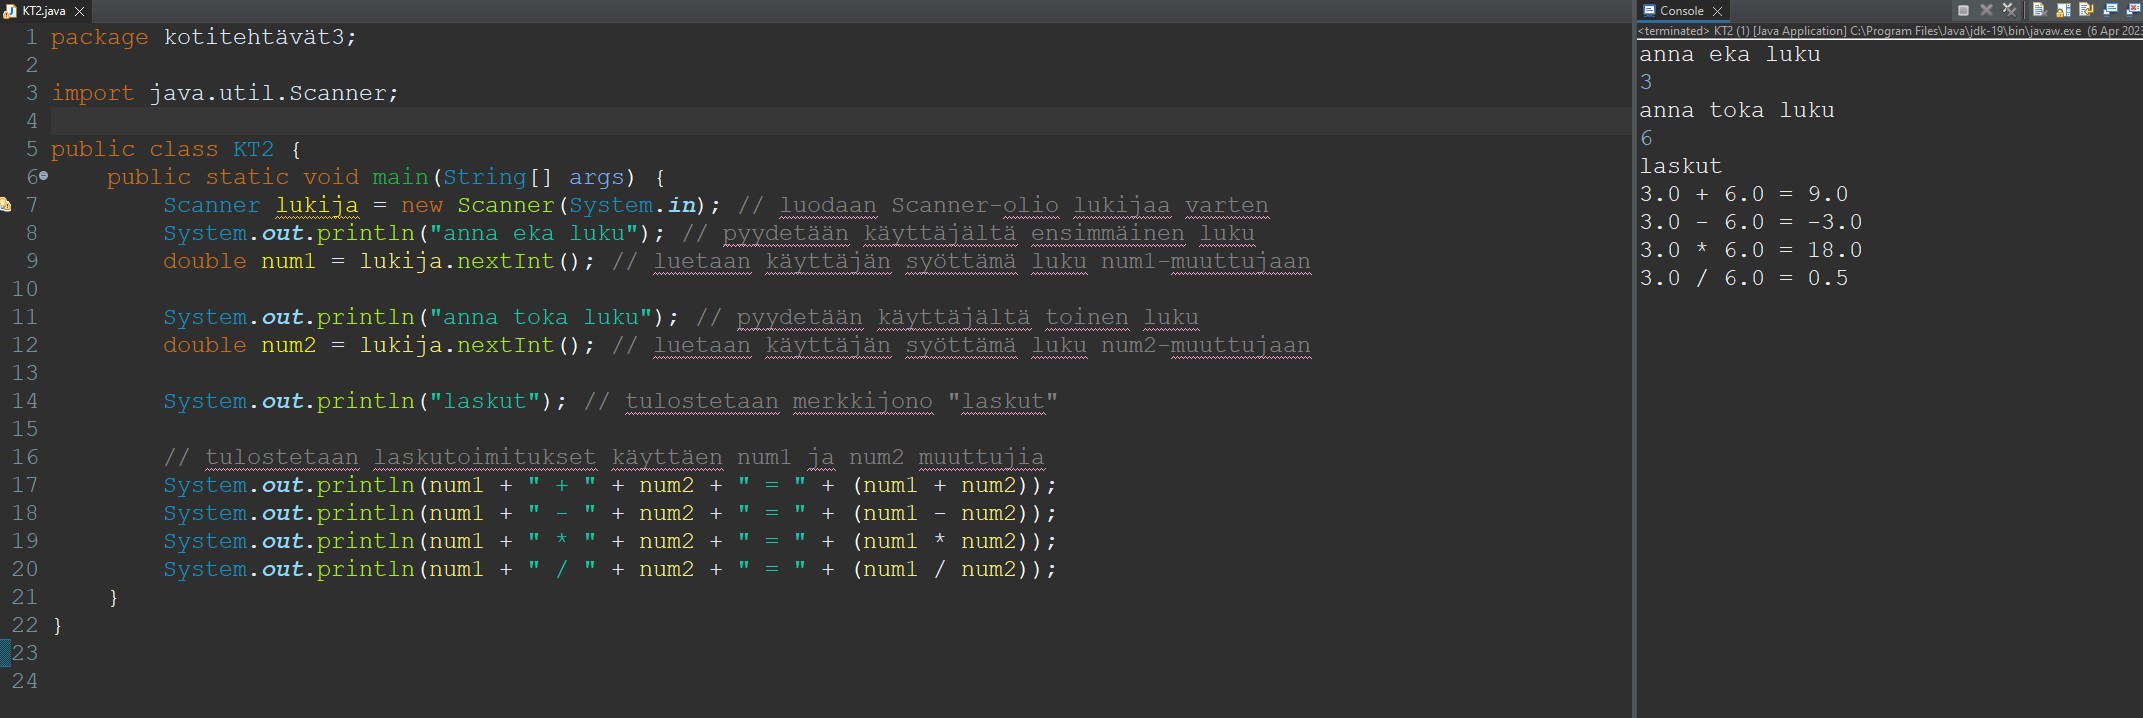 KT2.java
1 package kotitehtävät3;
2
3 import java.util.Scanner;
4
5 public class KT2 {
6     public static void main(String[] args) {
7         Scanner lukija = new Scanner(System.in); // luodaan Scanner-olio lukijaa varten
8         System.out.println("anna eka luku"); // pyydetään käyttäjältä ensimmäinen luku
9         double num1 = lukija.nextInt(); // luetaan käyttäjän syöttämä luku num1-muuttujaan
10
11         System.out.println("anna toka luku"); // pyydetään käyttäjältä toinen luku
12         double num2 = lukija.nextInt(); // luetaan käyttäjän syöttämä luku num2-muuttujaan
13
14         System.out.println("laskut"); // tulostetaan merkkijono "laskut"
15
16         // tulostetaan laskutoimitukset käyttäen num1 ja num2 muuttujia
17         System.out.println(num1 + " + " + num2 + " = " + (num1 + num2));
18         System.out.println(num1 + " - " + num2 + " = " + (num1 - num2));
19         System.out.println(num1 + " * " + num2 + " = " + (num1 * num2));
20         System.out.println(num1 + " / " + num2 + " = " + (num1 / num2));
21     }
22 }
23
24
Console
<terminated> KT2 (1) [Java Application] C:\Program Files\Java\jdk-19\bin\javaw.exe (6 Apr 2023
anna eka luku
3
anna toka luku
6
laskut
3.0 + 6.0 = 9.0
3.0 - 6.0 = -3.0
3.0 * 6.0 = 18.0
3.0 / 6.0 = 0.5